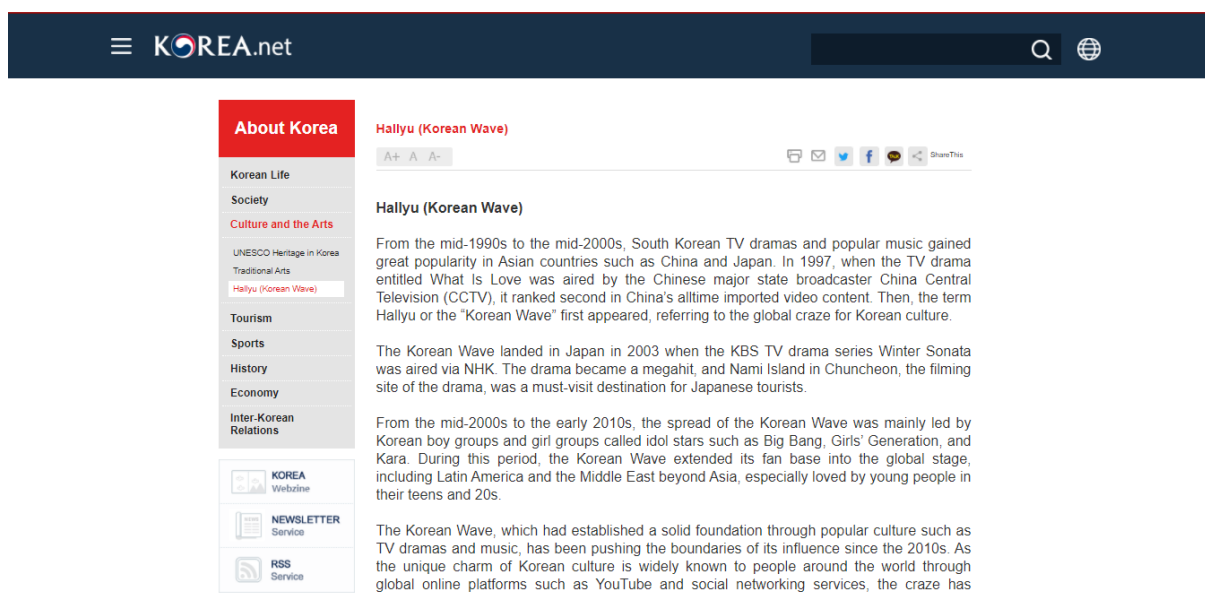 KOREA.net
About Korea
Korean Life
Society
Culture and the Arts
UNESCO Heritage in Korea
Traditional Arts
Hallyu (Korean Wave)
Tourism
Sports
History
Economy
Inter-Korean
Relations
KOREA
Webzine
NEWSLETTER
Service
RSS
Service
Hallyu (Korean Wave)
A+ A A-
ShareThis
Hallyu (Korean Wave)
From the mid-1990s to the mid-2000s, South Korean TV dramas and popular music gained
great popularity in Asian countries such as China and Japan. In 1997, when the TV drama
entitled What Is Love was aired by the Chinese major state broadcaster China Central
Television (CCTV), it ranked second in China's alltime imported video content. Then, the term
Hallyu or the “Korean Wave” first appeared, referring to the global craze for Korean culture.
The Korean Wave landed in Japan in 2003 when the KBS TV drama series Winter Sonata
was aired via NHK. The drama became a megahit, and Nami Island in Chuncheon, the filming
site of the drama, was a must-visit destination for Japanese tourists.
From the mid-2000s to the early 2010s, the spread of the Korean Wave was mainly led by
Korean boy groups and girl groups called idol stars such as Big Bang, Girls’ Generation, and
Kara. During this period, the Korean Wave extended its fan base into the global stage,
including Latin America and the Middle East beyond Asia, especially loved by young people in
their teens and 20s.
The Korean Wave, which had established a solid foundation through popular culture such as
TV dramas and music, has been pushing the boundaries of its influence since the 2010s. As
the unique charm of Korean culture is widely known to people around the world through
global online platforms such as YouTube and social networking services, the craze has